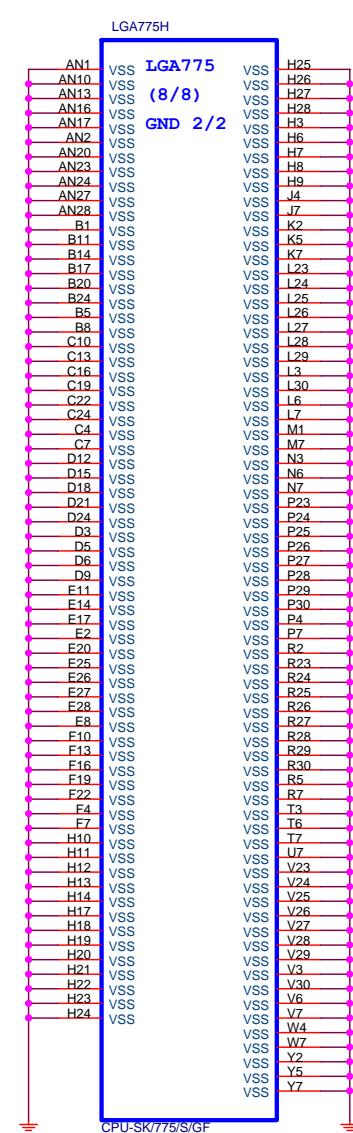 LGA775H
AN1 VSS LGA775 VSS H25
AN10 VSS VSS H26
AN13 VSS (8/8) VSS H27
AN16 VSS VSS H28
AN17 VSS GND 2/2 VSS H3
AN2 VSS VSS H6
AN20 VSS VSS H7
AN23 VSS VSS H8
AN24 VSS VSS H9
AN27 VSS VSS J4
AN28 VSS VSS J7
B1 VSS VSS K2
B11 VSS VSS K5
B14 VSS VSS K7
B17 VSS VSS L23
B20 VSS VSS L24
B24 VSS VSS L25
B5 VSS VSS L26
B8 VSS VSS L27
C10 VSS VSS L28
C13 VSS VSS L29
C16 VSS VSS L3
C19 VSS VSS L30
C22 VSS VSS L6
C24 VSS VSS L7
C4 VSS VSS M1
C7 VSS VSS M7
D12 VSS VSS N3
D15 VSS VSS N6
D18 VSS VSS N7
D21 VSS VSS P23
D24 VSS VSS P24
D3 VSS VSS P25
D5 VSS VSS P26
D6 VSS VSS P27
D9 VSS VSS P28
E11 VSS VSS P29
E14 VSS VSS P30
E17 VSS VSS P4
E2 VSS VSS P7
E20 VSS VSS R2
E25 VSS VSS R23
E26 VSS VSS R24
E27 VSS VSS R25
E28 VSS VSS R26
E8 VSS VSS R27
F10 VSS VSS R28
F13 VSS VSS R29
F16 VSS VSS R30
F19 VSS VSS R5
F22 VSS VSS R7
F4 VSS VSS T3
F7 VSS VSS T6
H10 VSS VSS T7
H11 VSS VSS U7
H12 VSS VSS V23
H13 VSS VSS V24
H14 VSS VSS V25
H17 VSS VSS V26
H18 VSS VSS V27
H19 VSS VSS V28
H20 VSS VSS V29
H21 VSS VSS V3
H22 VSS VSS V30
H23 VSS VSS V6
H24 VSS VSS V7
VSS W4
VSS W7
VSS Y2
VSS Y5
VSS Y7
CPU-SK/775/S/GF